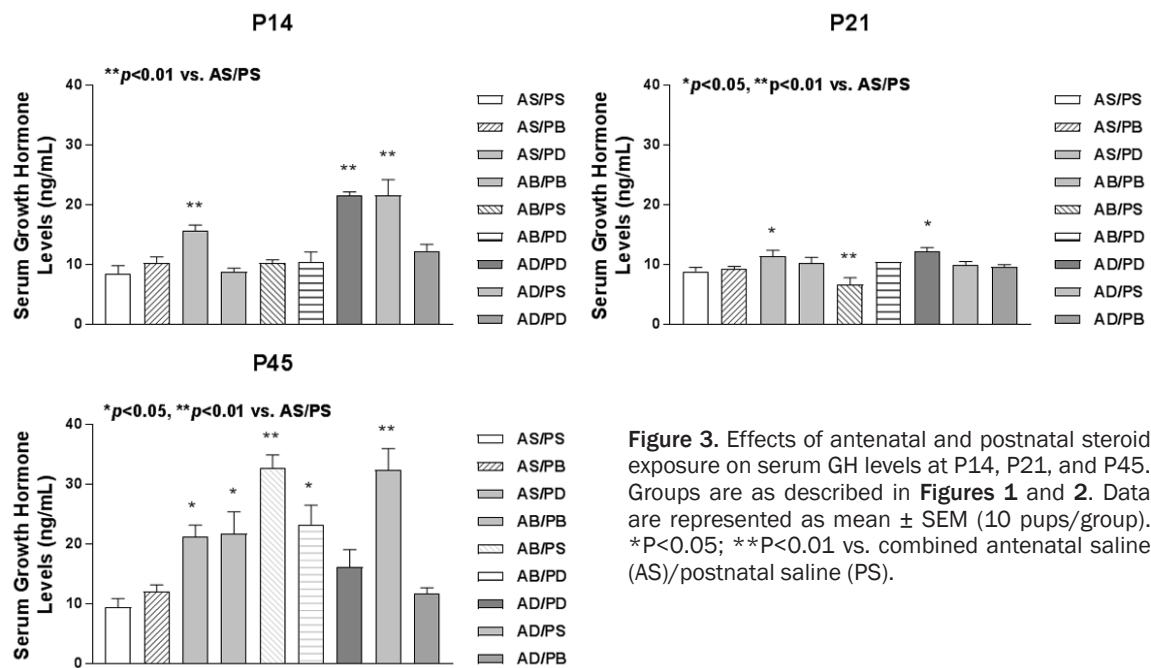 P14
**p<0.01 vs. AS/PS
Serum Growth Hormone
Levels (ng/mL)
40
30
20
10
0
**
**
**
AS/PS
AS/PB
AS/PD
AB/PB
AB/PS
AB/PD
AD/PD
AD/PS
AD/PD
P21
*p<0.05, **p<0.01 vs. AS/PS
Serum Growth Hormone
Levels (ng/mL)
40
30
20
10
0
*
**
*
AS/PS
AS/PB
AS/PD
AB/PB
AB/PS
AB/PD
AD/PD
AD/PS
AD/PB
P45
*p<0.05, **p<0.01 vs. AS/PS
Serum Growth Hormone
Levels (ng/mL)
40
30
20
10
0
*
*
**
*
**
AS/PS
AS/PB
AS/PD
AB/PB
AB/PS
AB/PD
AD/PD
AD/PS
AD/PB
Figure 3. Effects of antenatal and postnatal steroid
exposure on serum GH levels at P14, P21, and P45.
Groups are as described in Figures 1 and 2. Data
are represented as mean ± SEM (10 pups/group).
*P<0.05; **P<0.01 vs. combined antenatal saline
(AS)/postnatal saline (PS).